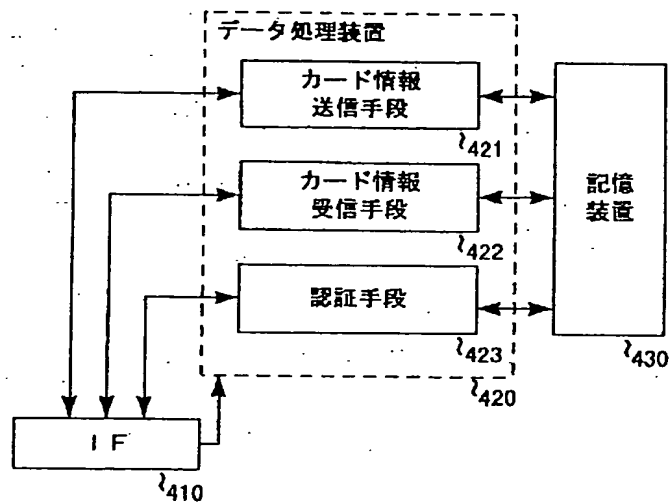 データ処理装置
カード情報
送信手段
421
カード情報
受信手段
422
認証手段
423
420
記憶
装置
430
IF
410